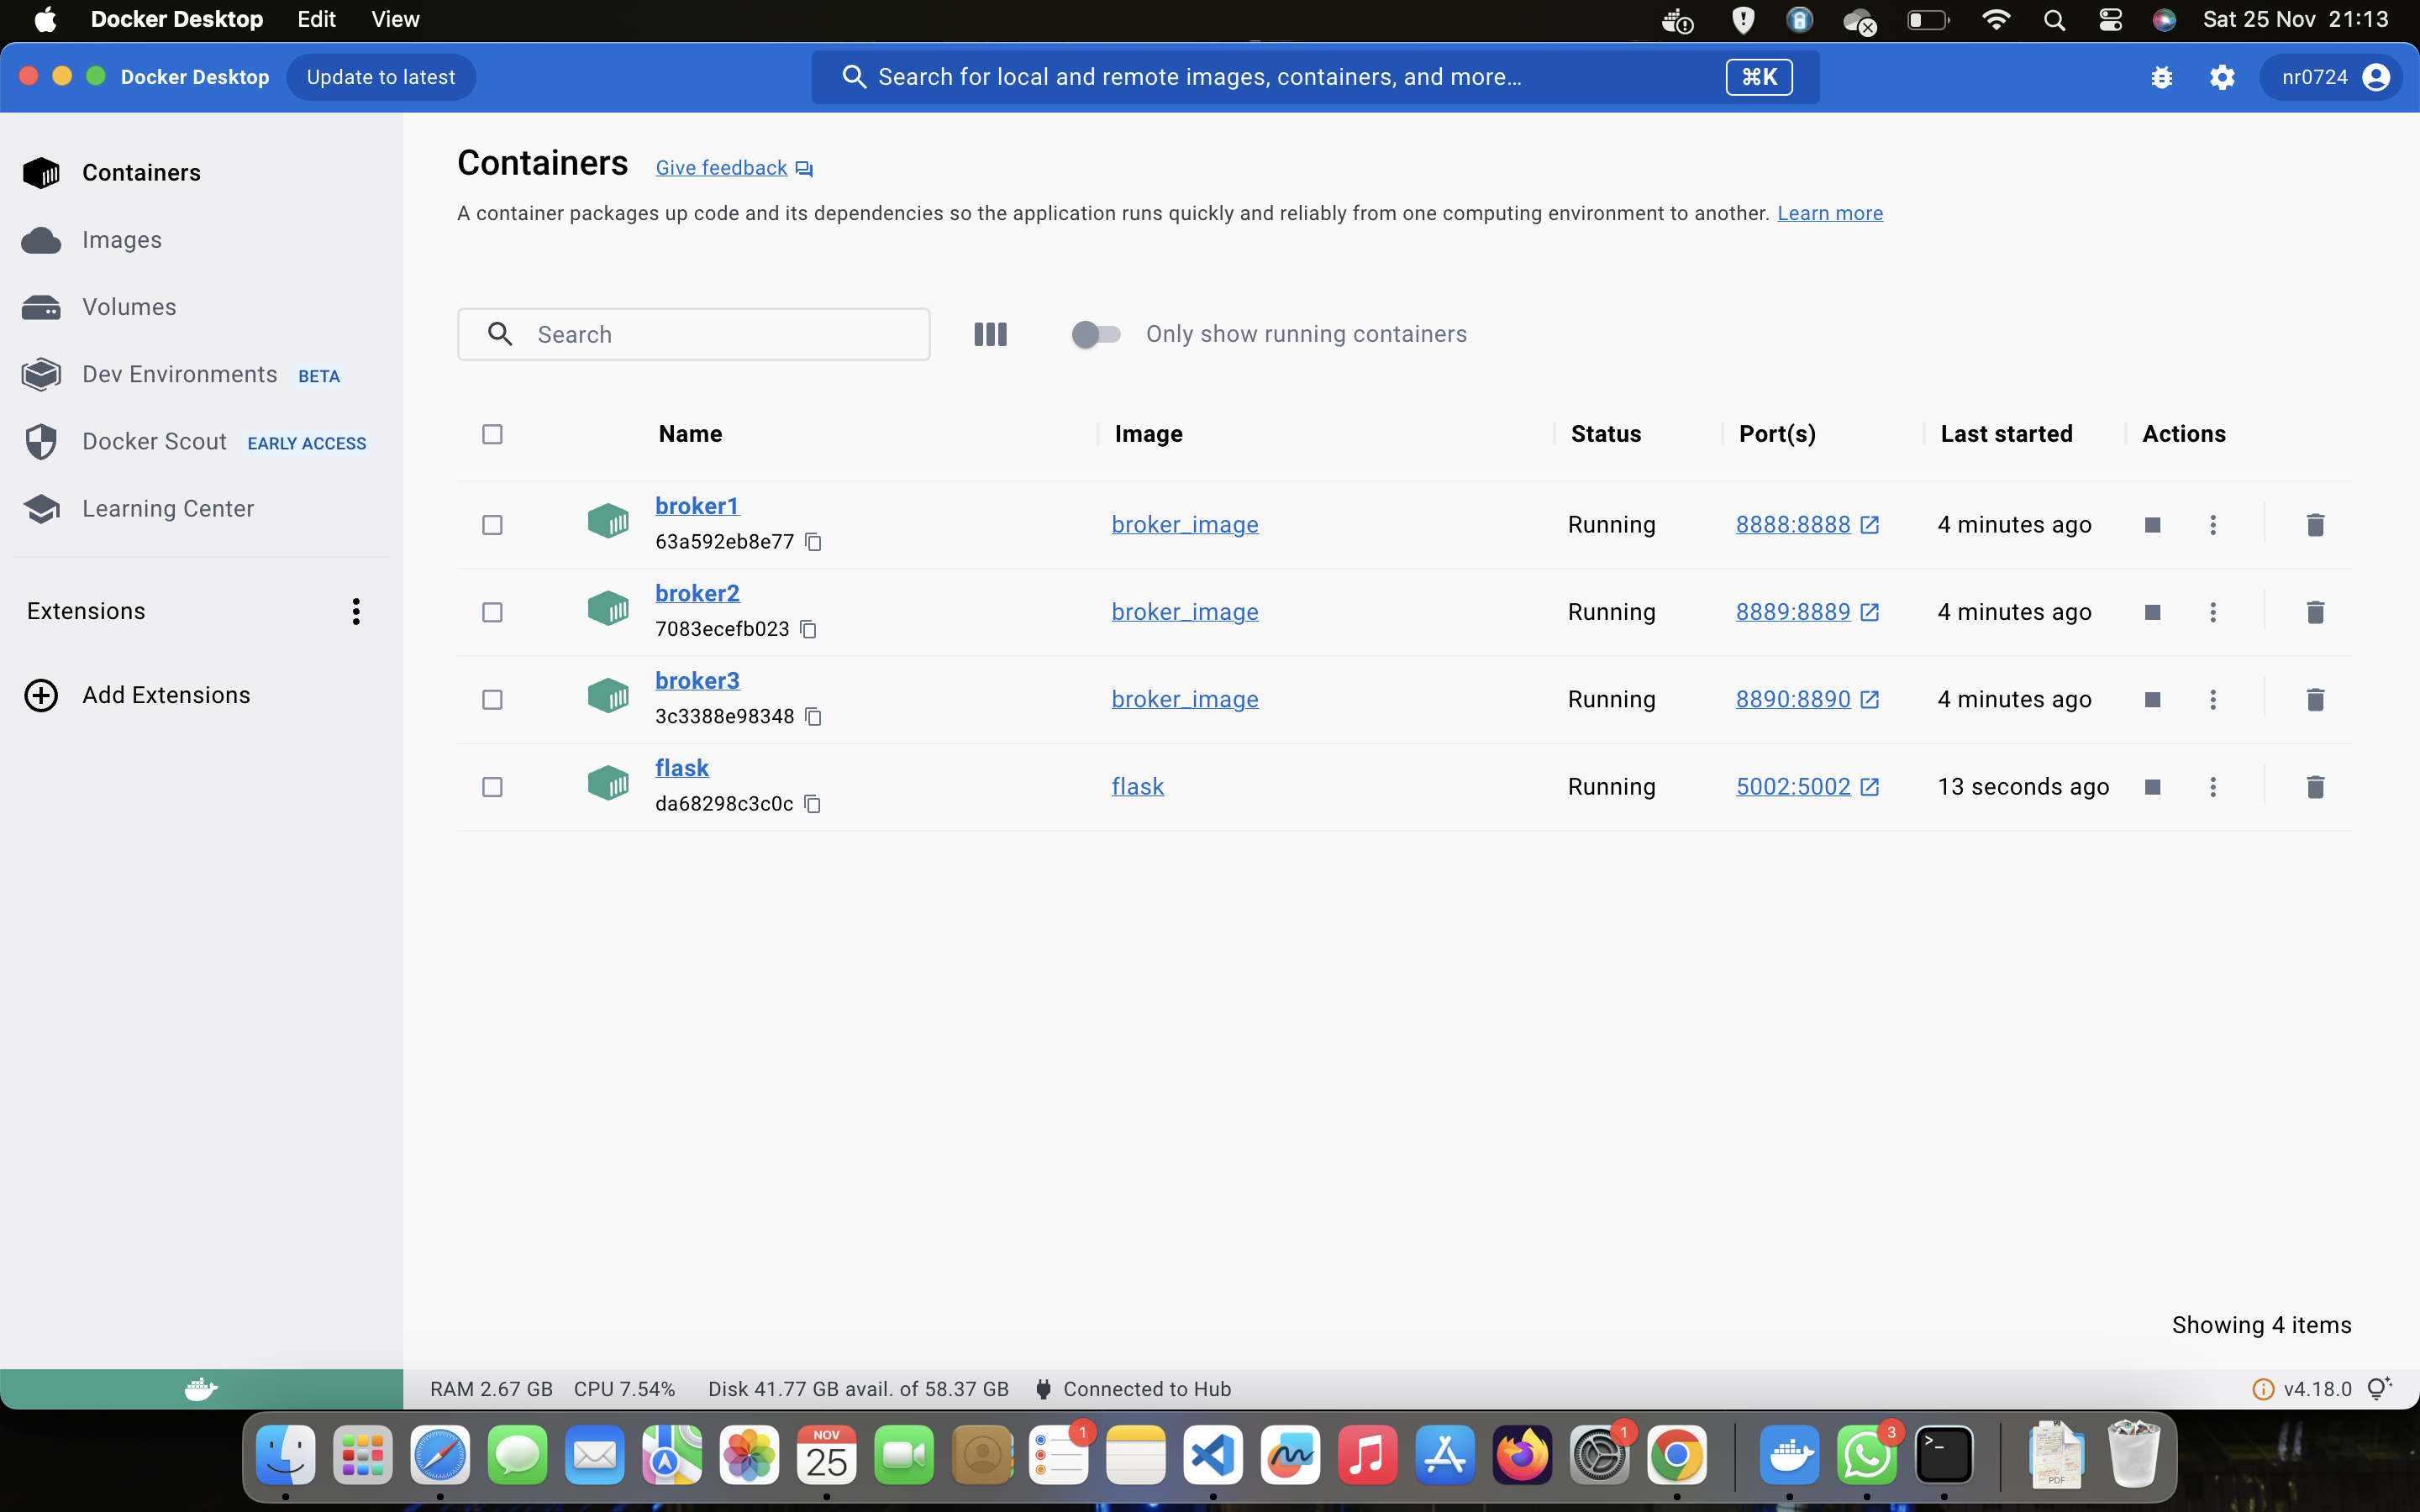 Docker Desktop Edit View Sat 25 Nov 21:13
Docker Desktop Update to latest Search for local and remote images, containers, and more... ⌘K nr0724
Containers
Images
Volumes
Dev Environments BETA
Docker Scout EARLY ACCESS
Learning Center
Extensions
Add Extensions
Containers Give feedback
A container packages up code and its dependencies so the application runs quickly and reliably from one computing environment to another. Learn more
Search Only show running containers
Name Image Status Port(s) Last started Actions
broker1
63a592eb8e77 broker_image Running 8888:8888 4 minutes ago
broker2
7083ecefb023 broker_image Running 8889:8889 4 minutes ago
broker3
3c3388e98348 broker_image Running 8890:8890 4 minutes ago
flask
da68298c3c0c flask Running 5002:5002 13 seconds ago
Showing 4 items
RAM 2.67 GB CPU 7.54% Disk 41.77 GB avail. of 58.37 GB Connected to Hub v4.18.0
NOV
25
1
1
3
>_
PDF